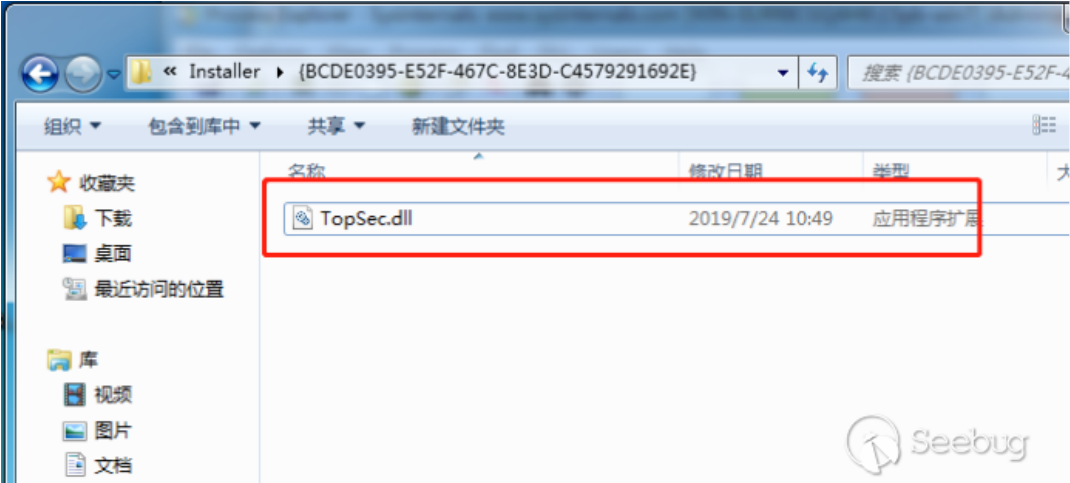 « Installer ▸ {BCDE0395-E52F-467C-8E3D-C4579291692E}
搜索 {BCDE0395-E52F-4
组织 包含到库中 共享 新建文件夹
名称 修改日期 类型 大
收藏夹
TopSec.dll 2019/7/24 10:49 应用程序扩展
下载
桌面
最近访问的位置
库
视频
图片
文档
Seebug